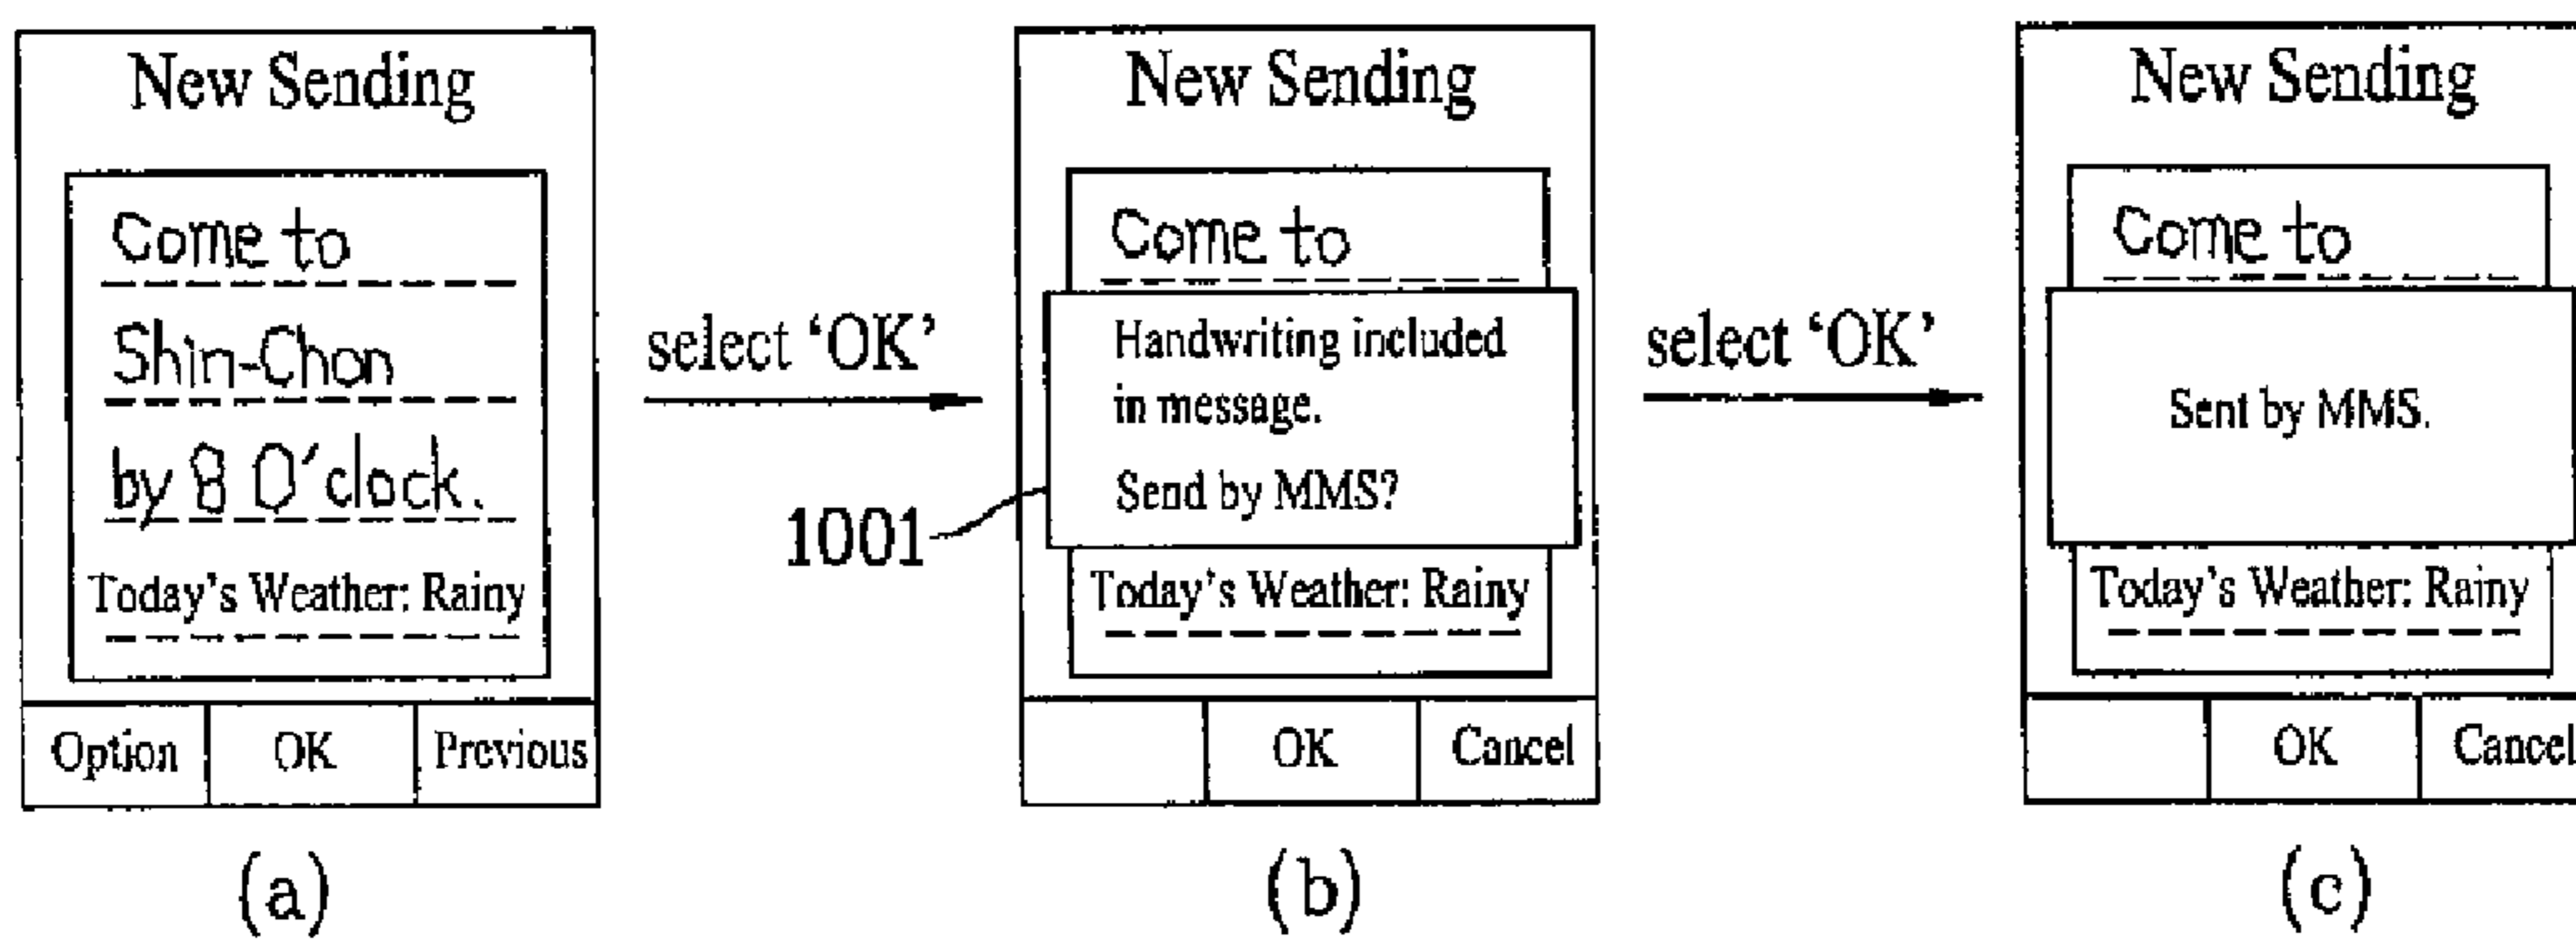 New Sending
Come to
Shin-Chon
by 8 O'clock.
Today's Weather: Rainy
Option OK Previous
(a)
select 'OK'
New Sending
Come to
Handwriting included
in message.
Send by MMS?
1001
Today's Weather: Rainy
OK Cancel
(b)
select 'OK'
New Sending
Come to
Sent by MMS.
Today's Weather: Rainy
OK Cancel
(c)